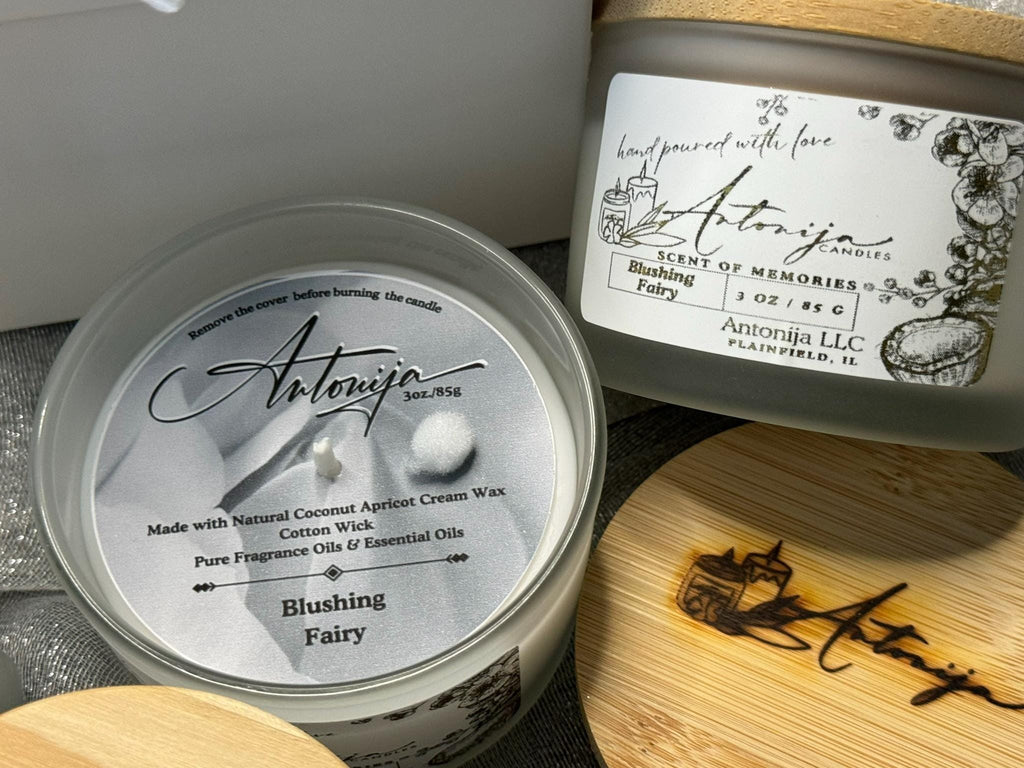 Remove the cover before burning the candle
Antonija
3oz./85g
Made with Natural Coconut Apricot Cream Wax
Cotton Wick
Pure Fragrance Oils & Essential Oils
Blushing
Fairy
hand poured with love
Antonija
CANDLES
SCENT OF MEMORIES
Blushing
Fairy
3 OZ / 85 G
Antonija LLC
PLAINFIELD, IL
Antonija
CANDLES